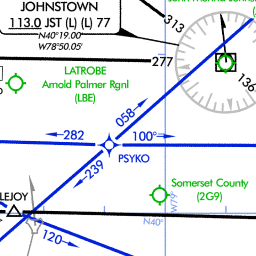 JOHNSTOWN
113.0 JST (L) (L) 77
N40°19.00'
W78°50.05'
313
277
LATROBE
Arnold Palmer Rgnl
(LBE)
136
058
282
100°
PSYKO
239
Somerset County
(2G9)
W79°
LEJOY
N40°
120